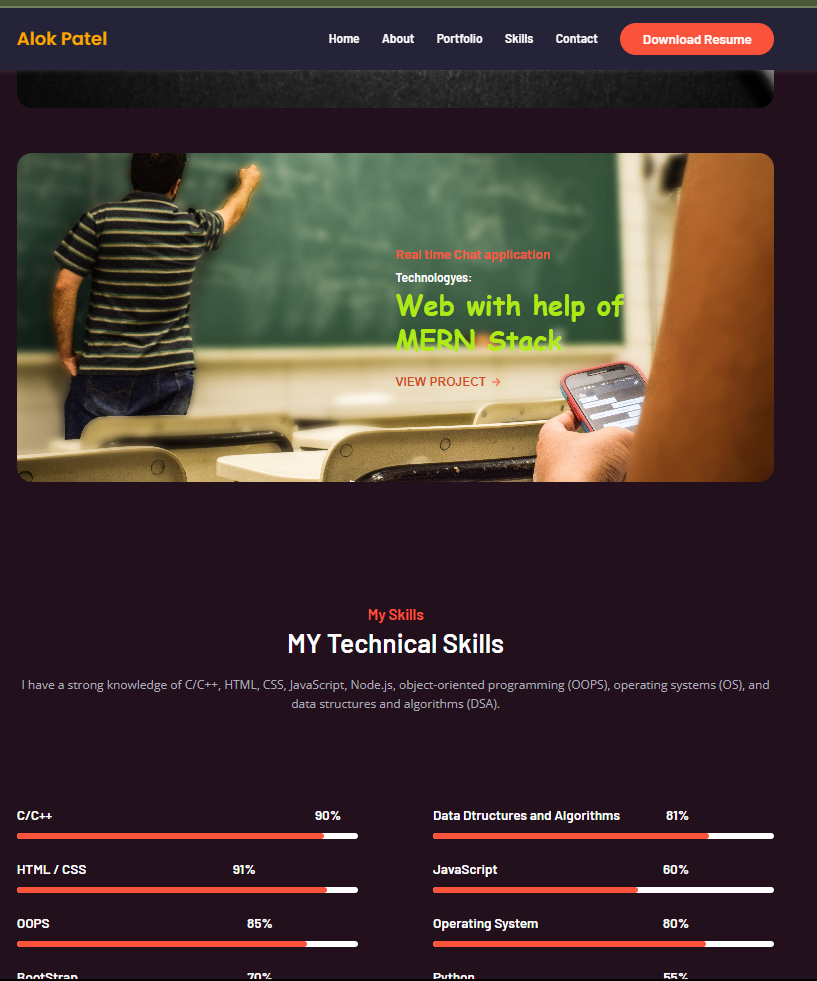 Alok Patel
Home About Portfolio Skills Contact Download Resume
Real time Chat application
Technologyes:
Web with help of
MERN Stack
VIEW PROJECT →
My Skills
MY Technical Skills
I have a strong knowledge of C/C++, HTML, CSS, JavaScript, Node.js, object-oriented programming (OOPS), operating systems (OS), and
data structures and algorithms (DSA).
C/C++ 90%
Data Dtructures and Algorithms 81%
HTML / CSS 91%
JavaScript 60%
OOPS 85%
Operating System 80%
BootStrap 70%
Python 55%